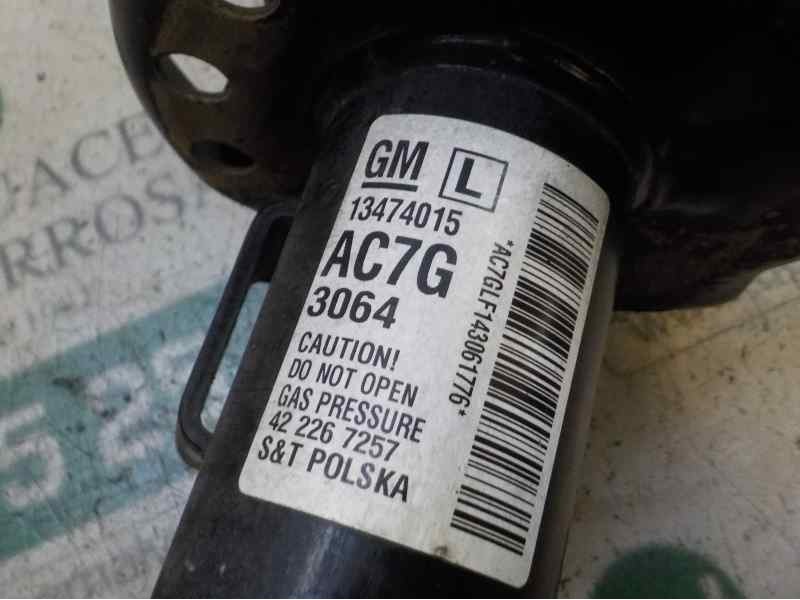 GM L
13474015
AC7G
3064
CAUTION!
DO NOT OPEN
GAS PRESSURE
42 226 7257
S&T POLSKA
*AC7GLF143061776*